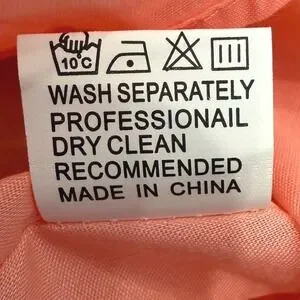 10°C
WASH SEPARATELY
PROFESSIONAIL
DRY CLEAN
RECOMMENDED
MADE IN CHINA